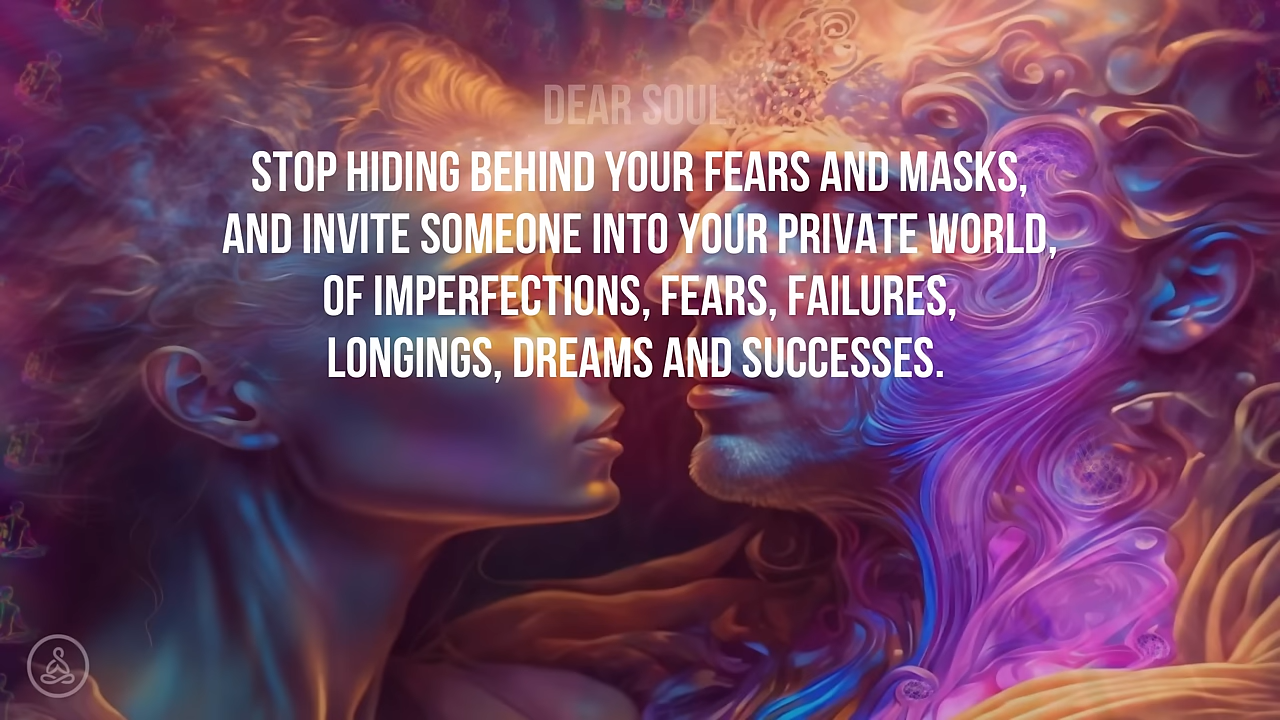 DEAR SOUL,
STOP HIDING BEHIND YOUR FEARS AND MASKS,
AND INVITE SOMEONE INTO YOUR PRIVATE WORLD,
OF IMPERFECTIONS, FEARS, FAILURES,
LONGINGS, DREAMS AND SUCCESSES.